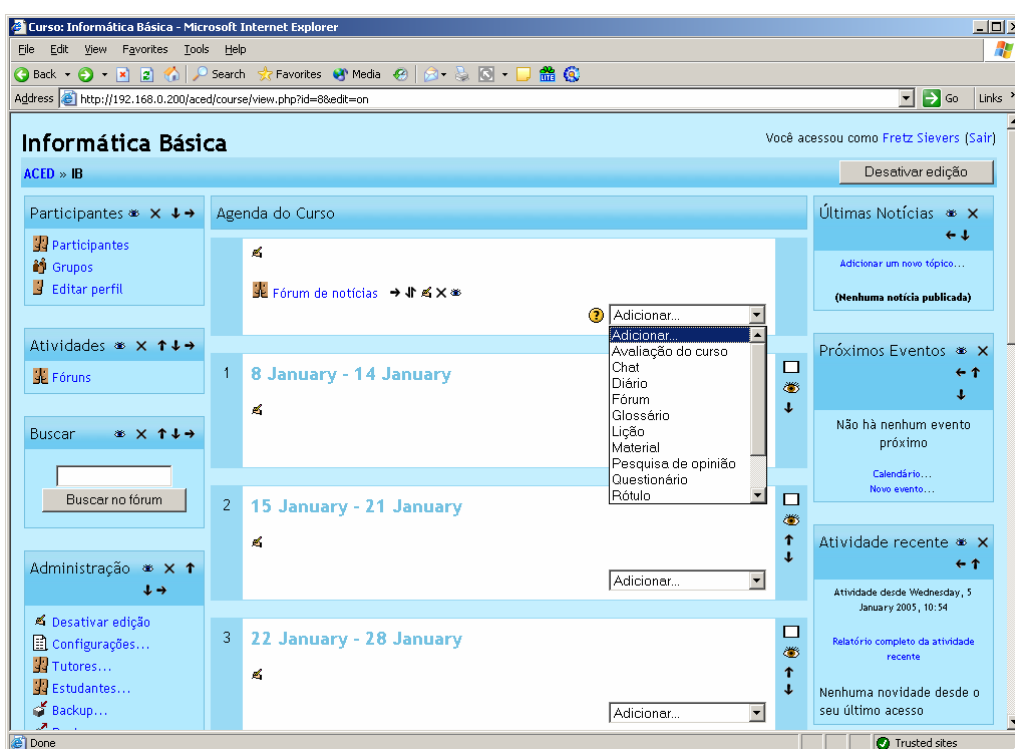 Curso: Informática Básica - Microsoft Internet Explorer
File Edit View Favorites Tools Help
Back Search Favorites Media
Address http://192.168.0.200/aced/course/view.php?id=8&edit=on Go Links »
Informática Básica
Você acessou como Fretz Sievers (Sair)
ACED » IB
Desativar edição
Participantes
Participantes
Grupos
Editar perfil
Atividades
Fóruns
Buscar
Buscar no fórum
Administração
Desativar edição
Configurações...
Tutores...
Estudantes...
Backup...
Agenda do Curso
Fórum de notícias
? Adicionar...
Adicionar...
Avaliação do curso
Chat
Diário
Fórum
Glossário
Lição
Material
Pesquisa de opinião
Questionário
Rótulo
1 8 January - 14 January
2 15 January - 21 January
Adicionar...
3 22 January - 28 January
Adicionar...
Últimas Notícias
Adicionar um novo tópico...
(Nenhuma notícia publicada)
Próximos Eventos
Não hà nenhum evento
próximo
Calendário...
Novo evento...
Atividade recente
Atividade desde Wednesday, 5
January 2005, 10:54
Relatório completo da atividade
recente
Nenhuma novidade desde o
seu último acesso
Done
Trusted sites